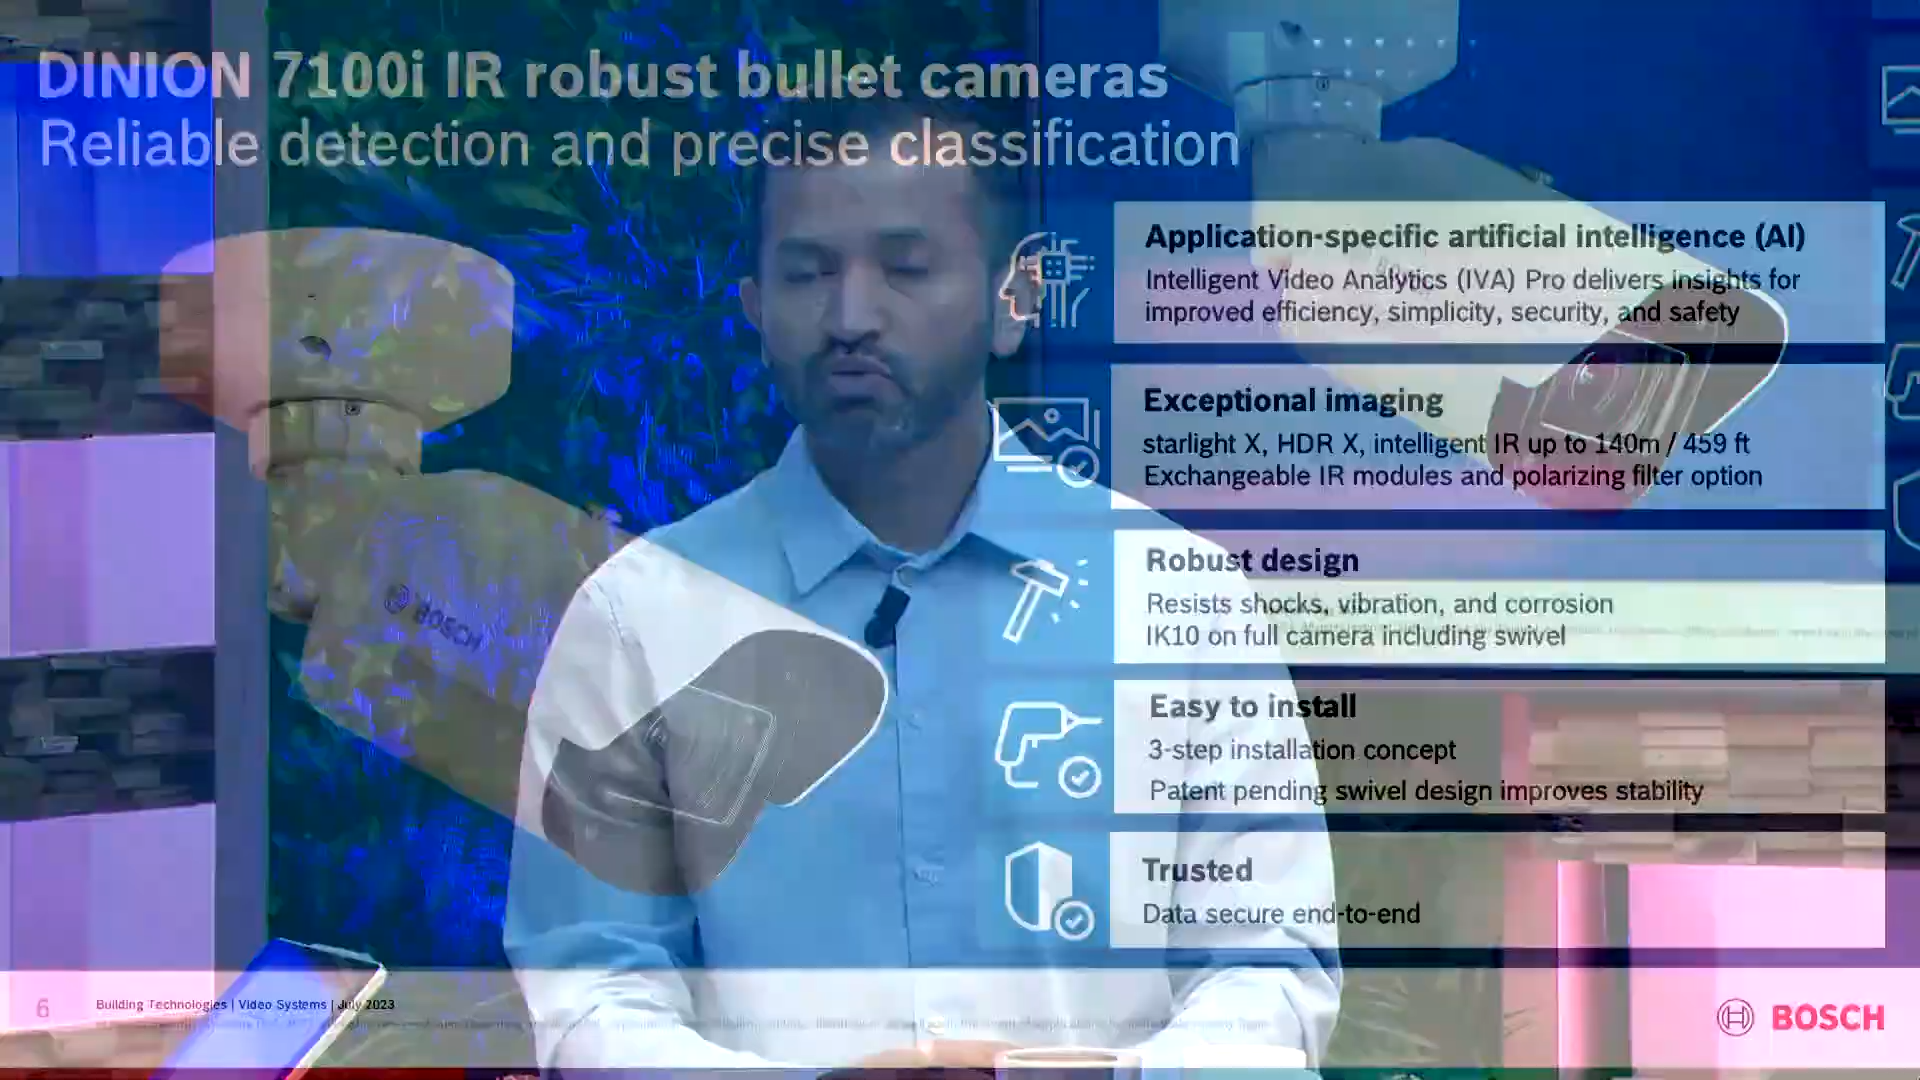 DINION 7100i IR robust bullet cameras
Reliable detection and precise classification
Application-specific artificial intelligence (AI)
Intelligent Video Analytics (IVA) Pro delivers insights for
improved efficiency, simplicity, security, and safety
Exceptional imaging
starlight X, HDR X, intelligent IR up to 140m / 459 ft
Exchangeable IR modules and polarizing filter option
Robust design
Resists shocks, vibration, and corrosion
IK10 on full camera including swivel
Easy to install
3-step installation concept
Patent pending swivel design improves stability
Trusted
Data secure end-to-end
BOSCH
6
Building Technologies | Video Systems | July 2023
BOSCH